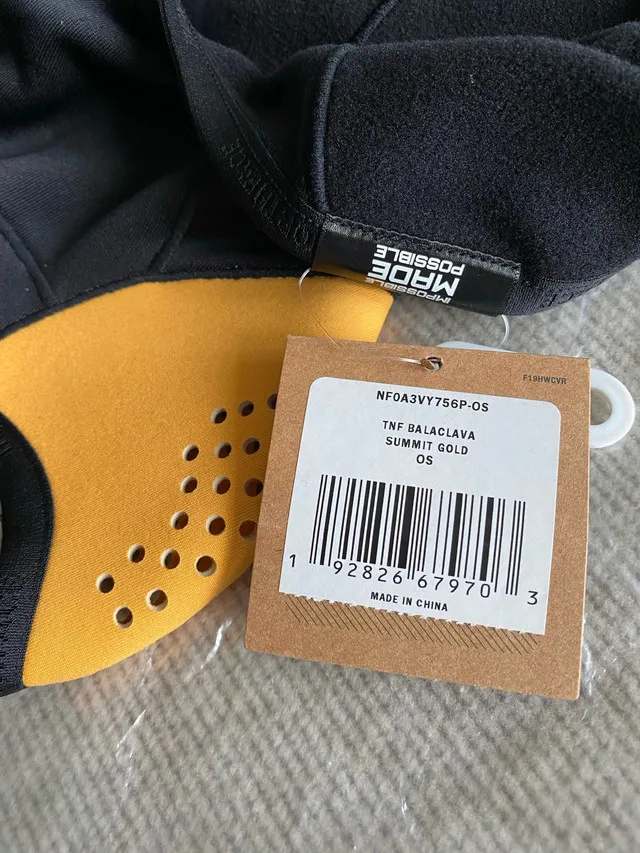 IMPOSSIBLE
MADE
POSSIBLE
F19HWCVR
NF0A3VY756P-OS
TNF BALACLAVA
SUMMIT GOLD
OS
1 92826 67970 3
MADE IN CHINA